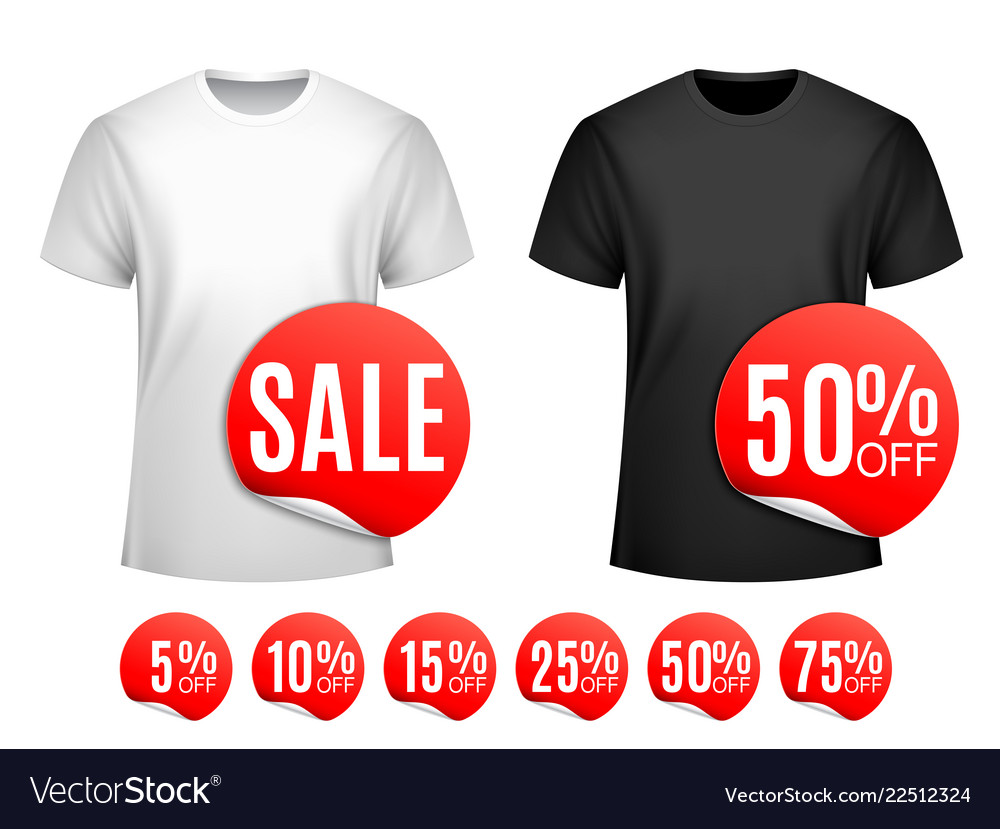 SALE
50%
OFF
5%
OFF
10%
OFF
15%
OFF
25%
OFF
50%
OFF
75%
OFF
VectorStock®
VectorStock.com/22512324